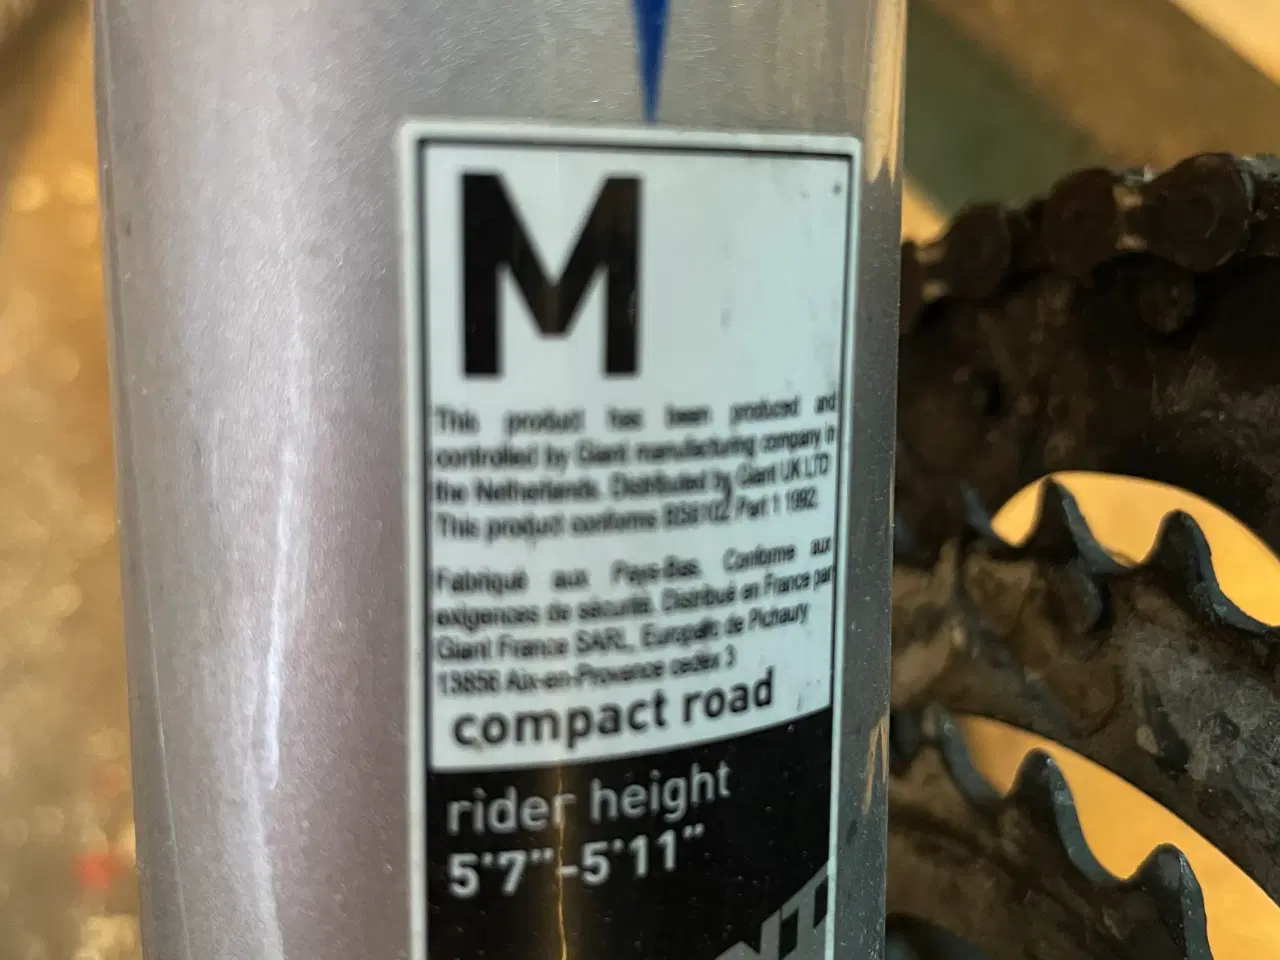 M
This product has been produced and
controlled by Giant manufacturing company in
the Netherlands. Distributed by Giant UK LTD
This product conforms BS6102 Part 1 1992
Fabriqué aux Pays-Bas. Conforme aux
exigences de sécurité. Distribué en France par
Giant France SARL, de Pichaury
13856 Aix-en-Provence cedex 3
compact road
rider height
5'7"-5'11"
NT